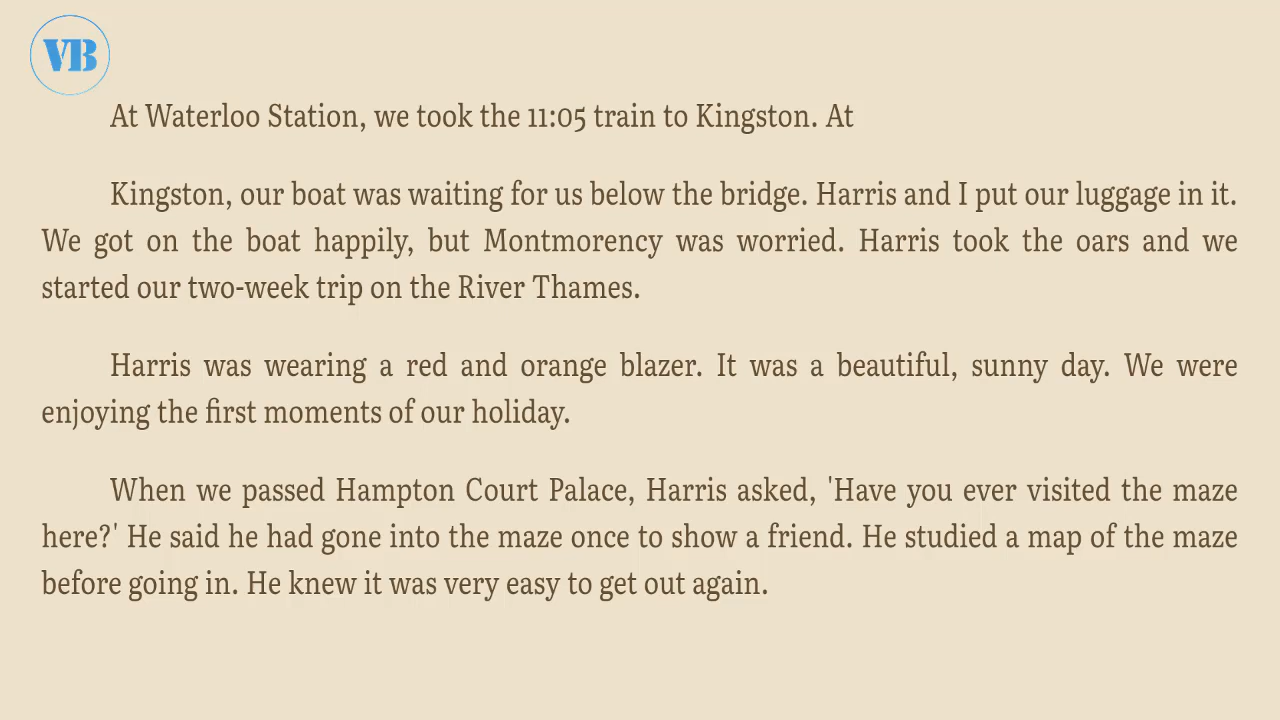 VB
At Waterloo Station, we took the 11:05 train to Kingston. At
Kingston, our boat was waiting for us below the bridge. Harris and I put our luggage in it.
We got on the boat happily, but Montmorency was worried. Harris took the oars and we
started our two-week trip on the River Thames.
Harris was wearing a red and orange blazer. It was a beautiful, sunny day. We were
enjoying the first moments of our holiday.
When we passed Hampton Court Palace, Harris asked, 'Have you ever visited the maze
here?' He said he had gone into the maze once to show a friend. He studied a map of the maze
before going in. He knew it was very easy to get out again.